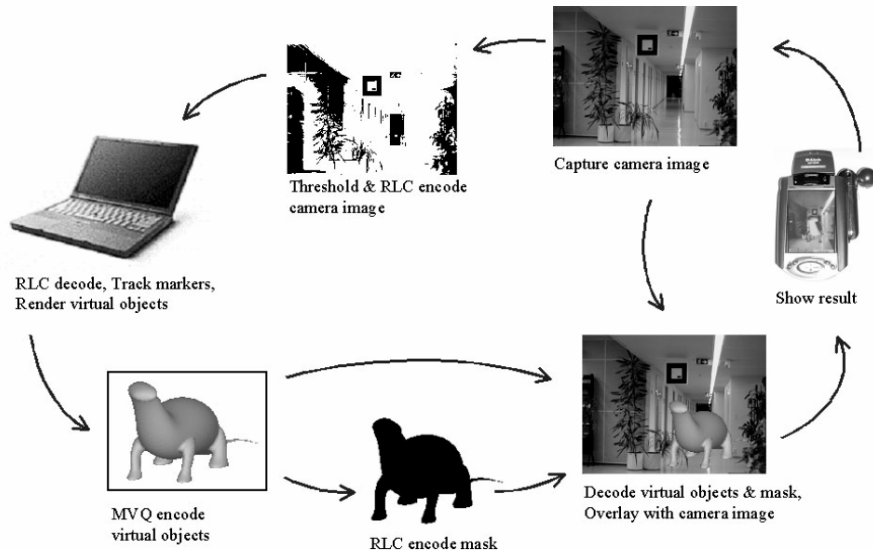 Capture camera image
Threshold & RLC encode
camera image
RLC decode, Track markers,
Render virtual objects
Show result
MVQ encode
virtual objects
RLC encode mask
Decode virtual objects & mask,
Overlay with camera image